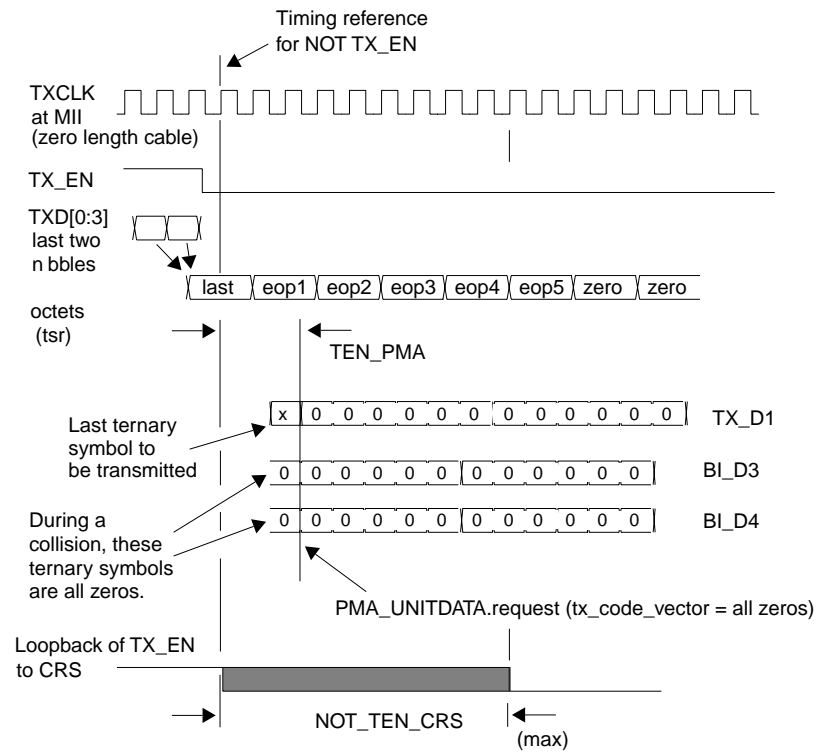 Timing reference
for NOT TX_EN
TXCLK
at MII
(zero length cable)
TX_EN
TXD[0:3]
last two
n bbles
last eop1 eop2 eop3 eop4 eop5 zero zero
octets
(tsr)
TEN_PMA
x 0 0 0 0 0 0 0 0 0 0 0 0 TX_D1
Last ternary
symbol to
be transmitted
0 0 0 0 0 0 0 0 0 0 0 0 BI_D3
0 0 0 0 0 0 0 0 0 0 0 0 BI_D4
During a
collision, these
ternary symbols
are all zeros.
PMA_UNITDATA.request (tx_code_vector = all zeros)
Loopback of TX_EN
to CRS
NOT_TEN_CRS
(max)